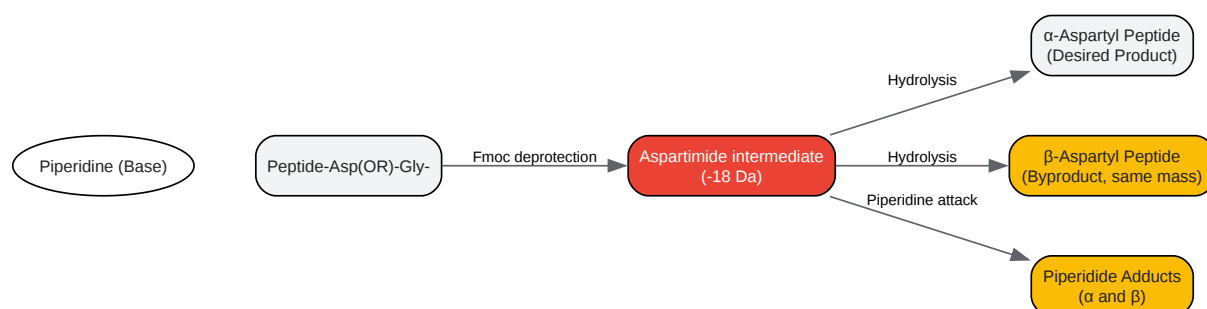 Piperidine (Base)
Peptide-Asp(OR)-Gly-
Fmoc deprotection
Aspartimide intermediate
(-18 Da)
Hydrolysis
α-Aspartyl Peptide
(Desired Product)
Hydrolysis
β-Aspartyl Peptide
(Byproduct, same mass)
Piperidine attack
Piperidide Adducts
(α and β)